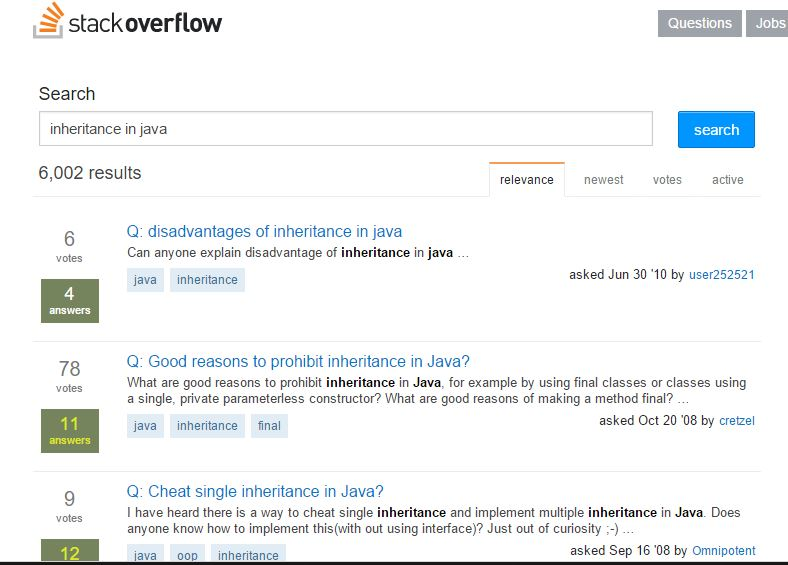 stackoverflow
Questions
Jobs
Search
inheritance in java
search
6,002 results
relevance
newest
votes
active
6
votes
4
answers
Q: disadvantages of inheritance in java
Can anyone explain disadvantage of inheritance in java ...
java
inheritance
asked Jun 30 '10 by user252521
78
votes
11
answers
Q: Good reasons to prohibit inheritance in Java?
What are good reasons to prohibit inheritance in Java, for example by using final classes or classes using
a single, private parameterless constructor? What are good reasons of making a method final? ...
java
inheritance
final
asked Oct 20 '08 by cretzel
9
votes
12
Q: Cheat single inheritance in Java?
I have heard there is a way to cheat single inheritance and implement multiple inheritance in Java. Does
anyone know how to implement this(with out using interface)? Just out of curiosity ;-) ...
java
oop
inheritance
asked Sep 16 '08 by Omnipotent